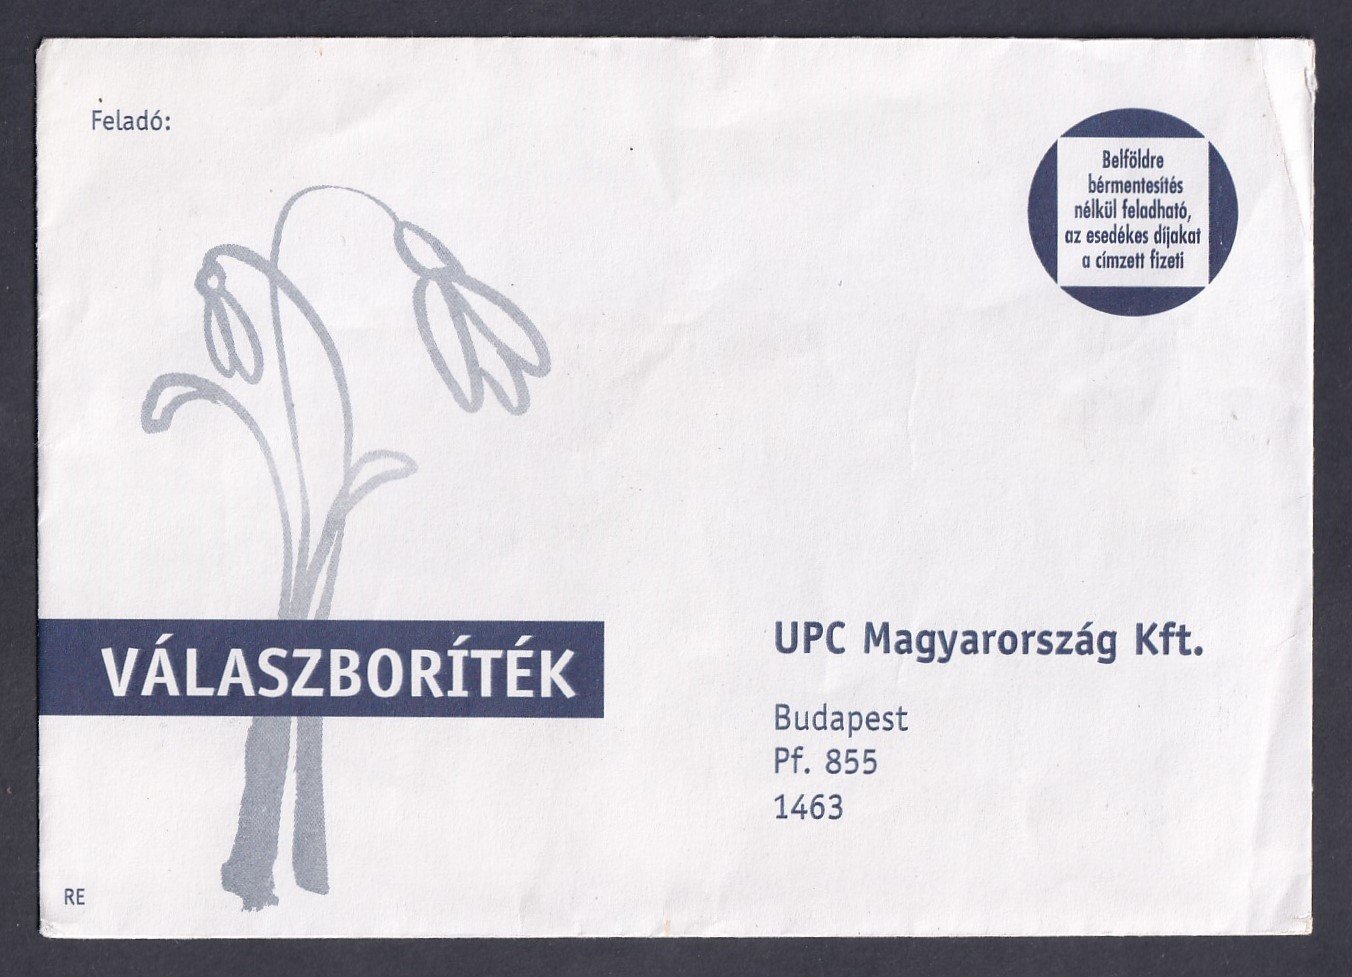 Feladó:
Belföldre
bérmentesítés
nélkül feladható,
az esedékes díjakat
a címzett fizeti
VÁLASZBORÍTÉK
UPC Magyarország Kft.
Budapest
Pf. 855
1463
RE